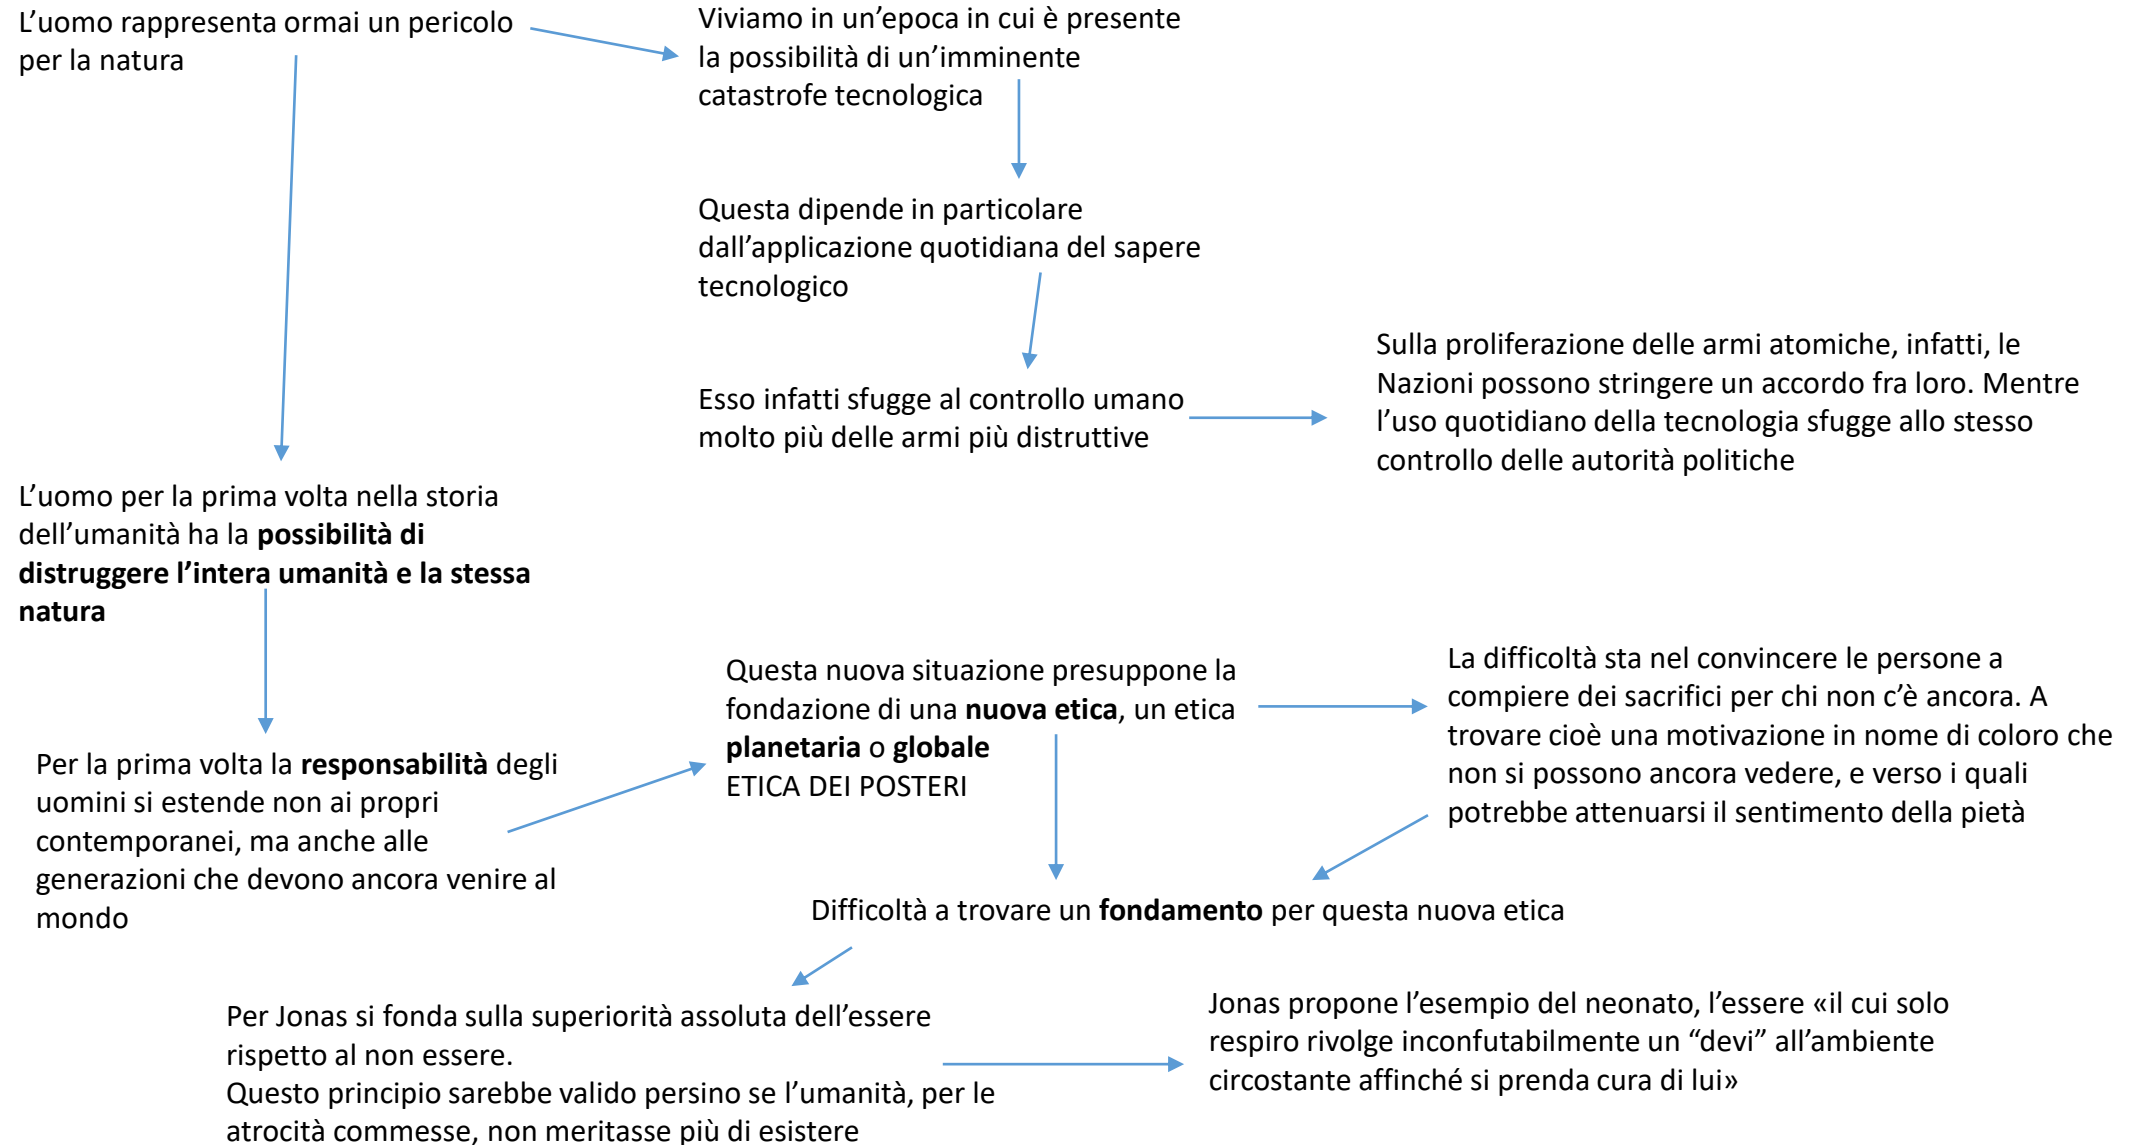 L’uomo rappresenta ormai un pericolo
per la natura
Viviamo in un’epoca in cui è presente
la possibilità di un’imminente
catastrofe tecnologica
Questa dipende in particolare
dall’applicazione quotidiana del sapere
tecnologico
Esso infatti sfugge al controllo umano
molto più delle armi più distruttive
Sulla proliferazione delle armi atomiche, infatti, le
Nazioni possono stringere un accordo fra loro. Mentre
l’uso quotidiano della tecnologia sfugge allo stesso
controllo delle autorità politiche
L’uomo per la prima volta nella storia
dell’umanità ha la possibilità di
distruggere l’intera umanità e la stessa
natura
Per la prima volta la responsabilità degli
uomini si estende non ai propri
contemporanei, ma anche alle
generazioni che devono ancora venire al
mondo
Questa nuova situazione presuppone la
fondazione di una nuova etica, un etica
planetaria o globale
ETICA DEI POSTERI
La difficoltà sta nel convincere le persone a
compiere dei sacrifici per chi non c’è ancora. A
trovare cioè una motivazione in nome di coloro che
non si possono ancora vedere, e verso i quali
potrebbe attenuarsi il sentimento della pietà
Difficoltà a trovare un fondamento per questa nuova etica
Per Jonas si fonda sulla superiorità assoluta dell’essere
rispetto al non essere.
Questo principio sarebbe valido persino se l’umanità, per le
atrocità commesse, non meritasse più di esistere
Jonas propone l’esempio del neonato, l’essere «il cui solo
respiro rivolge inconfutabilmente un “devi” all’ambiente
circostante affinché si prenda cura di lui»